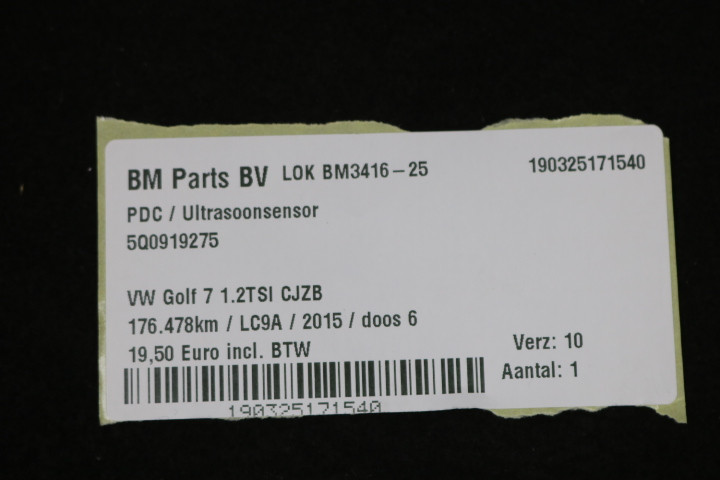 BM Parts BV LOK BM3416-25 190325171540
PDC / Ultrasoonsensor
5Q0919275
VW Golf 7 1.2TSI CJZB
176.478km / LC9A / 2015 / doos 6
19,50 Euro incl. BTW
Verz: 10
Aantal: 1
190325171540